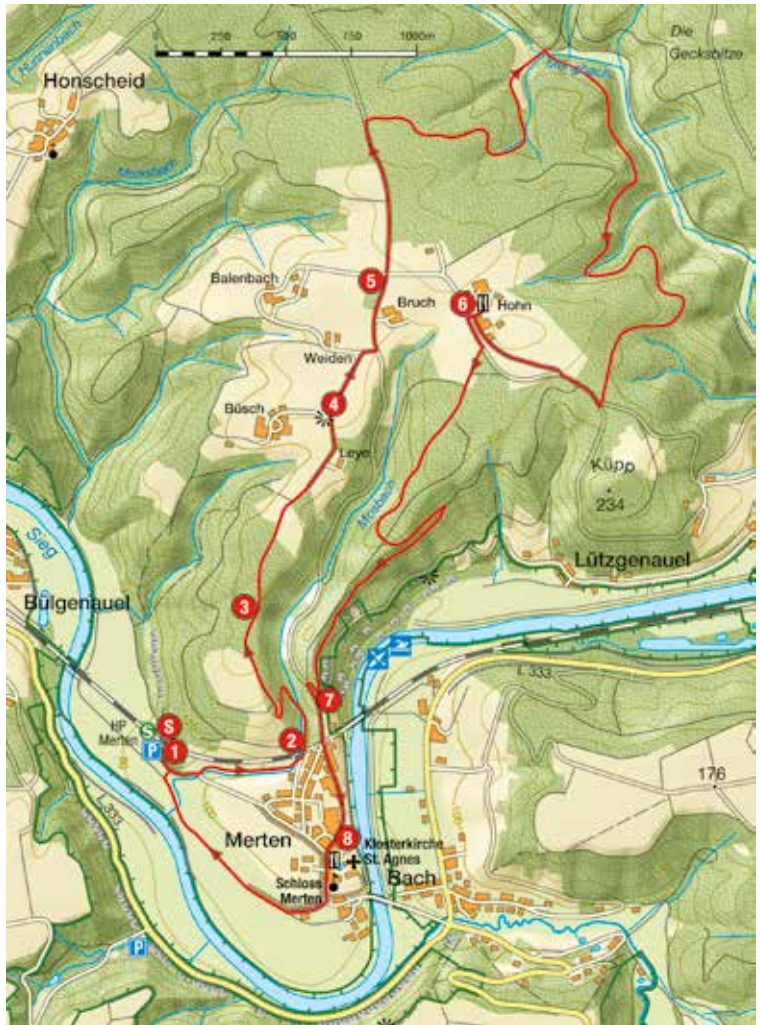 0
250
500
750
1000m
Die
Gecksbitze
Honscheid
5
Balenbach
Bruch
6
Hohn
Weiden
4
Büsch
Leye
Küpp
234
Mosbach
Sieg
Lützgenauel
Bülgenauel
3
L 333
7
S
HP
Merten
S
P
1
2
176
L 333
Merten
8
Klosterkirche
St. Agnes
Schloss
Merten
Bach
P